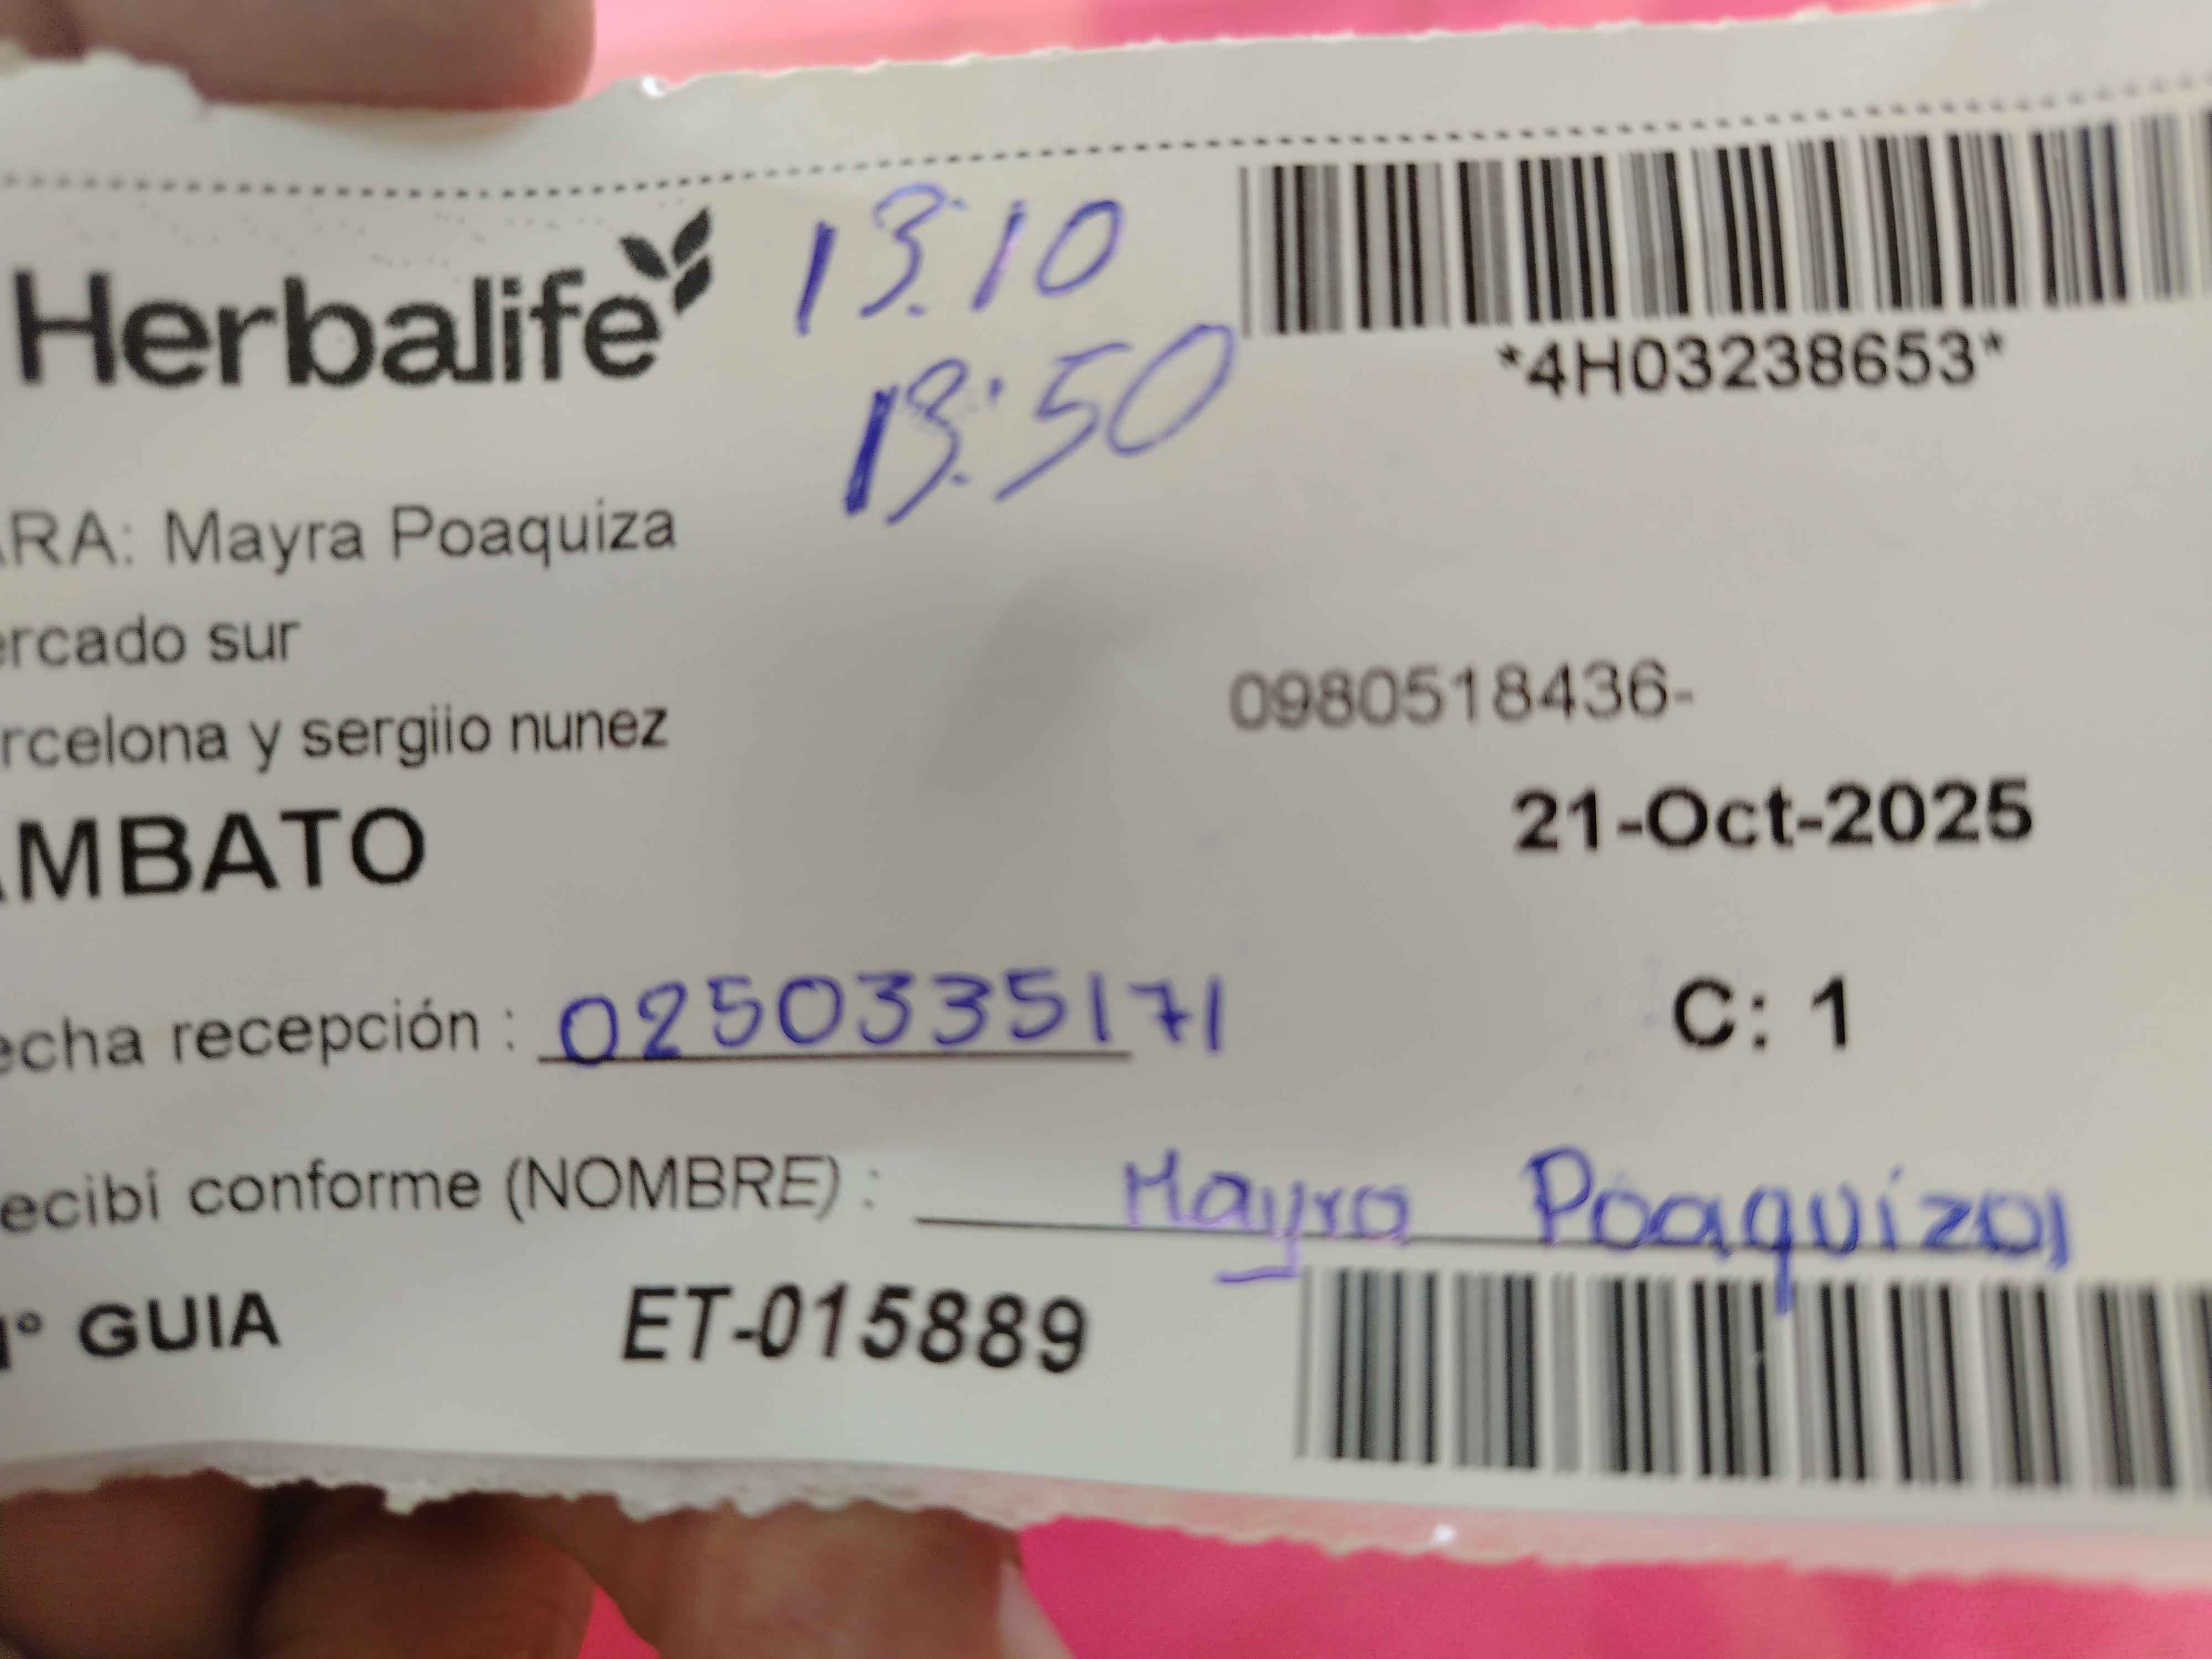 Herbalife
13:10
13:50
*4H03238653*
ARA: Mayra Poaquiza
ercado sur
0980518436-
rcelona y sergiio nunez
21-Oct-2025
AMBATO
echa recepción : 0250335171
C: 1
ecibí conforme (NOMBRE) : Mayra Poaquiza
N° GUIA ET-015889